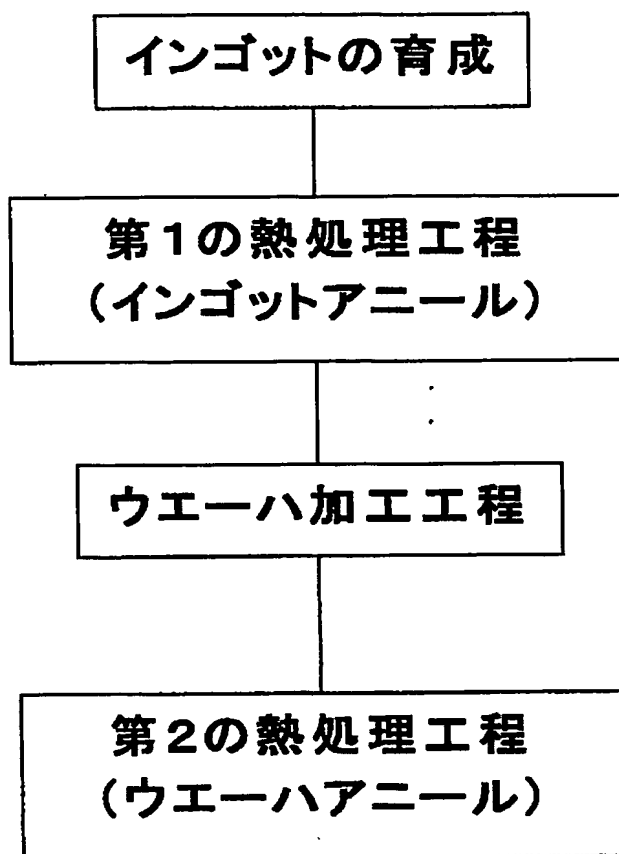 インゴットの育成
第1の熱処理工程
(インゴットアニール)
ウエーハ加工工程
第2の熱処理工程
(ウエーハアニール)